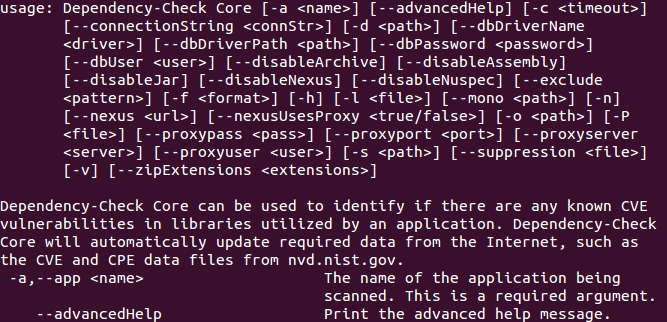 usage: Dependency-Check Core [-a <name>] [--advancedHelp] [-c <timeout>]
[--connectionString <connStr>] [-d <path>] [--dbDriverName
<driver>] [--dbDriverPath <path>] [--dbPassword <password>]
[--dbUser <user>] [--disableArchive] [--disableAssembly]
[--disableJar] [--disableNexus] [--disableNuspec] [--exclude
<pattern>] [-f <format>] [-h] [-l <file>] [--mono <path>] [-n]
[--nexus <url>] [--nexusUsesProxy <true/false>] [-o <path>] [-P
<file>] [--proxypass <pass>] [--proxyport <port>] [--proxyserver
<server>] [--proxyuser <user>] [-s <path>] [--suppression <file>]
[-v] [--zipExtensions <extensions>]

Dependency-Check Core can be used to identify if there are any known CVE
vulnerabilities in libraries utilized by an application. Dependency-Check
Core will automatically update required data from the Internet, such as
the CVE and CPE data files from nvd.nist.gov.
-a,--app <name> The name of the application being
scanned. This is a required argument.
--advancedHelp Print the advanced help message.